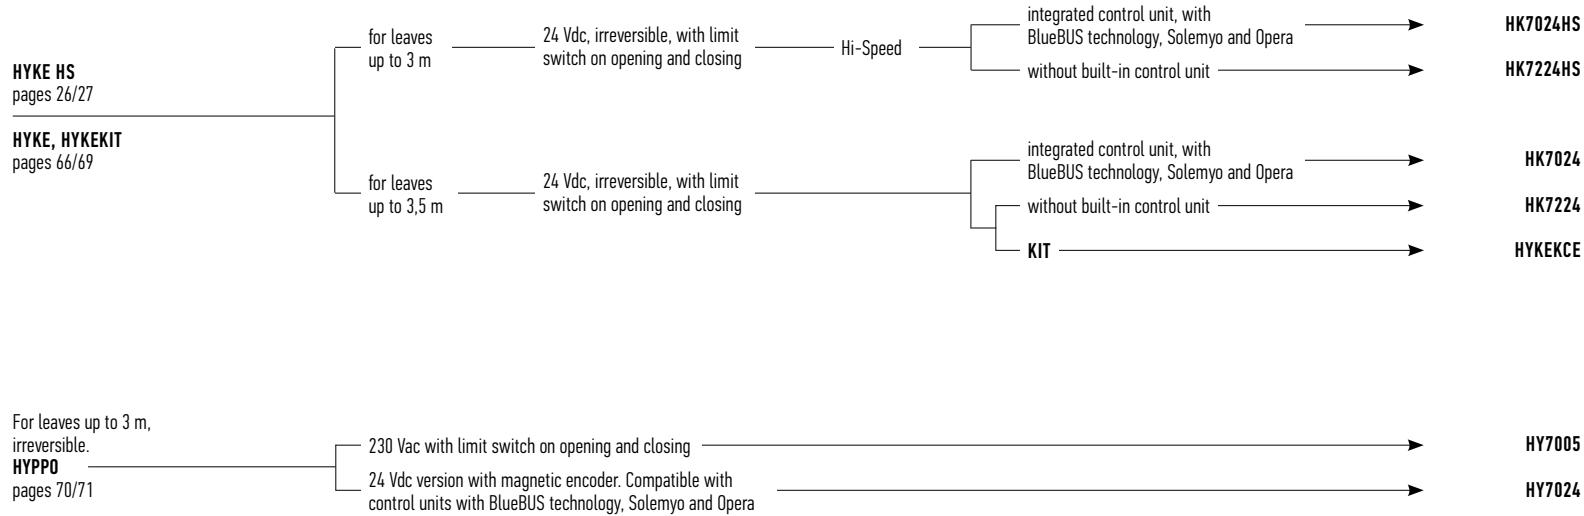 HYKE HS
pages 26/27
HYKE, HYKEKIT
pages 66/69
for leaves
up to 3 m
24 Vdc, irreversible, with limit
switch on opening and closing
Hi-Speed
integrated control unit, with
BlueBUS technology, Solemyo and Opera
HK7024HS
without built-in control unit
HK7224HS
for leaves
up to 3,5 m
24 Vdc, irreversible, with limit
switch on opening and closing
integrated control unit, with
BlueBUS technology, Solemyo and Opera
HK7024
without built-in control unit
HK7224
KIT
HYKEKCE
For leaves up to 3 m,
irreversible.
HYPPO
pages 70/71
230 Vac with limit switch on opening and closing
HY7005
24 Vdc version with magnetic encoder. Compatible with
control units with BlueBUS technology, Solemyo and Opera
HY7024